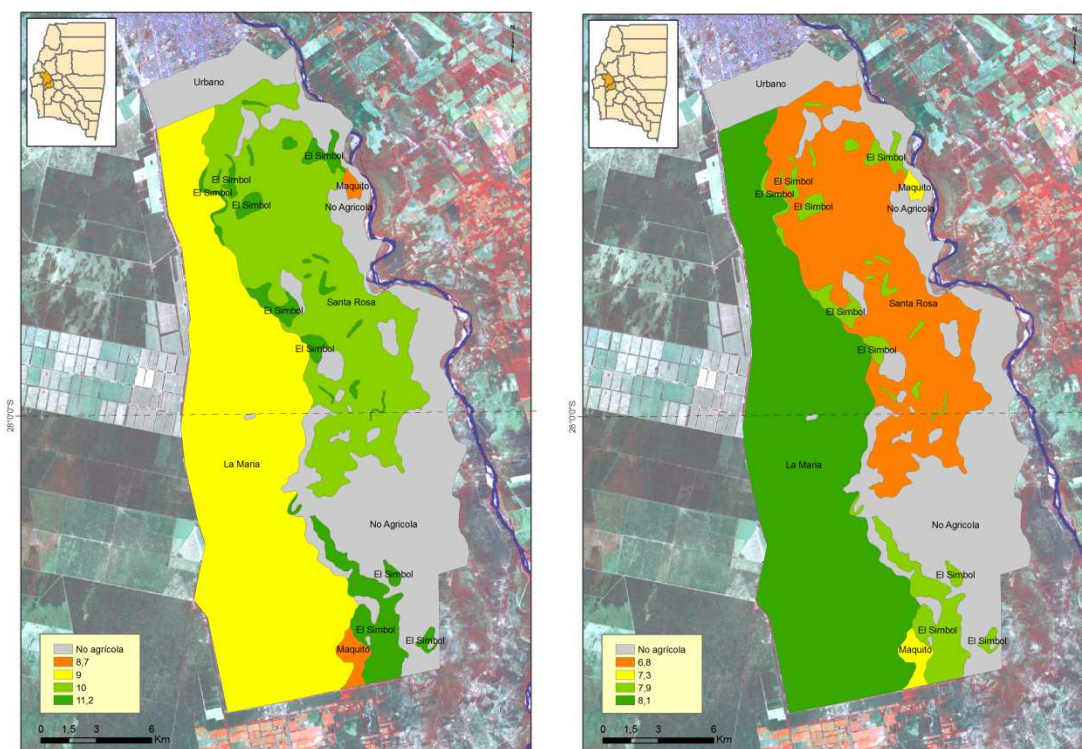 Urbano
El Simbol
El Simbol
Maquito
El Simbol
El Simbol
No Agricola
Santa Rosa
El Simbol
El Simbol
28°0'0"S
La Maria
No Agricola
El Simbol
El Simbol
El Simbol
Maquito
No agrícola
8,7
9
10
11,2
0 1,5 3 6
Km
Urbano
El Simbol
El Simbol
Maquito
El Simbol
El Simbol
No Agricola
Santa Rosa
El Simbol
El Simbol
28°0'0"S
La Maria
No Agricola
El Simbol
El Simbol
El Simbol
Maquito
No agrícola
6,8
7,3
7,9
8,1
0 1,5 3 6
Km